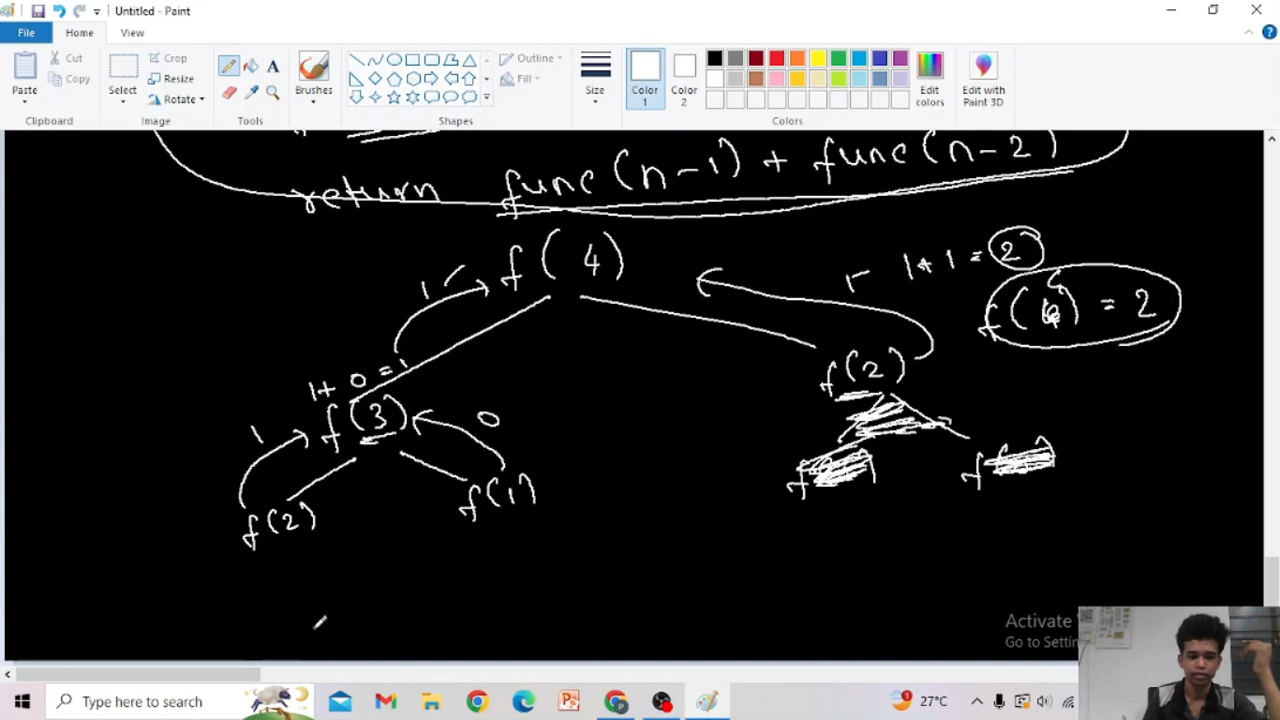 Untitled - Paint
File Home View
Paste Cut Copy Select Crop Resize Rotate Brushes Outline Fill Size Color 1 Color 2 Edit colors Edit with Paint 3D
Clipboard Image Tools Shapes Colors
return func(n-1) + func(n-2)
f(4)
1 + 1 = 2
1
f( ) = 2
f(2)
1 + 0 = 1
f(3)
0
1
f f
f(1)
f(2)
Activate
Go to Settin
Type here to search
27°C